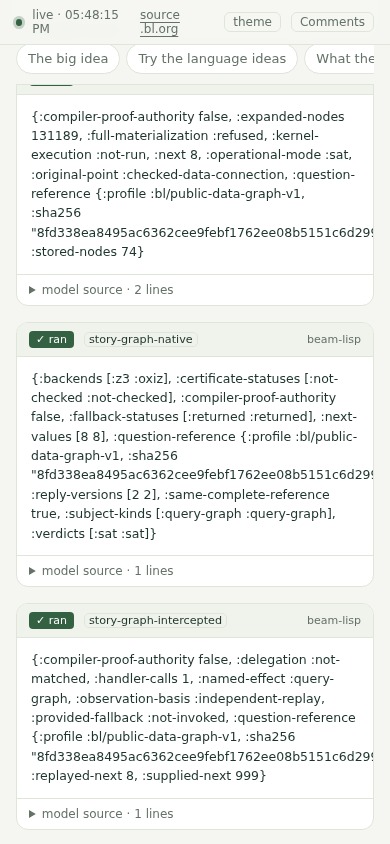 live · 05:48:15 PM
source.bl.org
theme
Comments
The big idea
Try the language ideas
What the
{:compiler-proof-authority false, :expanded-nodes
131189, :full-materialization :refused, :kernel-
execution :not-run, :next 8, :operational-mode :sat,
:original-point :checked-data-connection, :question-
reference {:profile :bl/public-data-graph-v1,
:sha256
"8fd338ea8495ac6362cee9febf1762ee08b5151c6d299
:stored-nodes 74}
▶ model source · 2 lines
✓ ran story-graph-native beam-lisp
{:backends [:z3 :oxiz], :certificate-statuses [:not-
checked :not-checked], :compiler-proof-authority
false, :fallback-statuses [:returned :returned], :next-
values [8 8], :question-reference {:profile :bl/public-
data-graph-v1, :sha256
"8fd338ea8495ac6362cee9febf1762ee08b5151c6d299
:reply-versions [2 2], :same-complete-reference
true, :subject-kinds [:query-graph :query-graph],
:verdicts [:sat :sat]}
▶ model source · 1 lines
✓ ran story-graph-intercepted beam-lisp
{:compiler-proof-authority false, :delegation :not-
matched, :handler-calls 1, :named-effect :query-
graph, :observation-basis :independent-replay,
:provided-fallback :not-invoked, :question-reference
{:profile :bl/public-data-graph-v1, :sha256
"8fd338ea8495ac6362cee9febf1762ee08b5151c6d299
:replayed-next 8, :supplied-next 999}
▶ model source · 1 lines